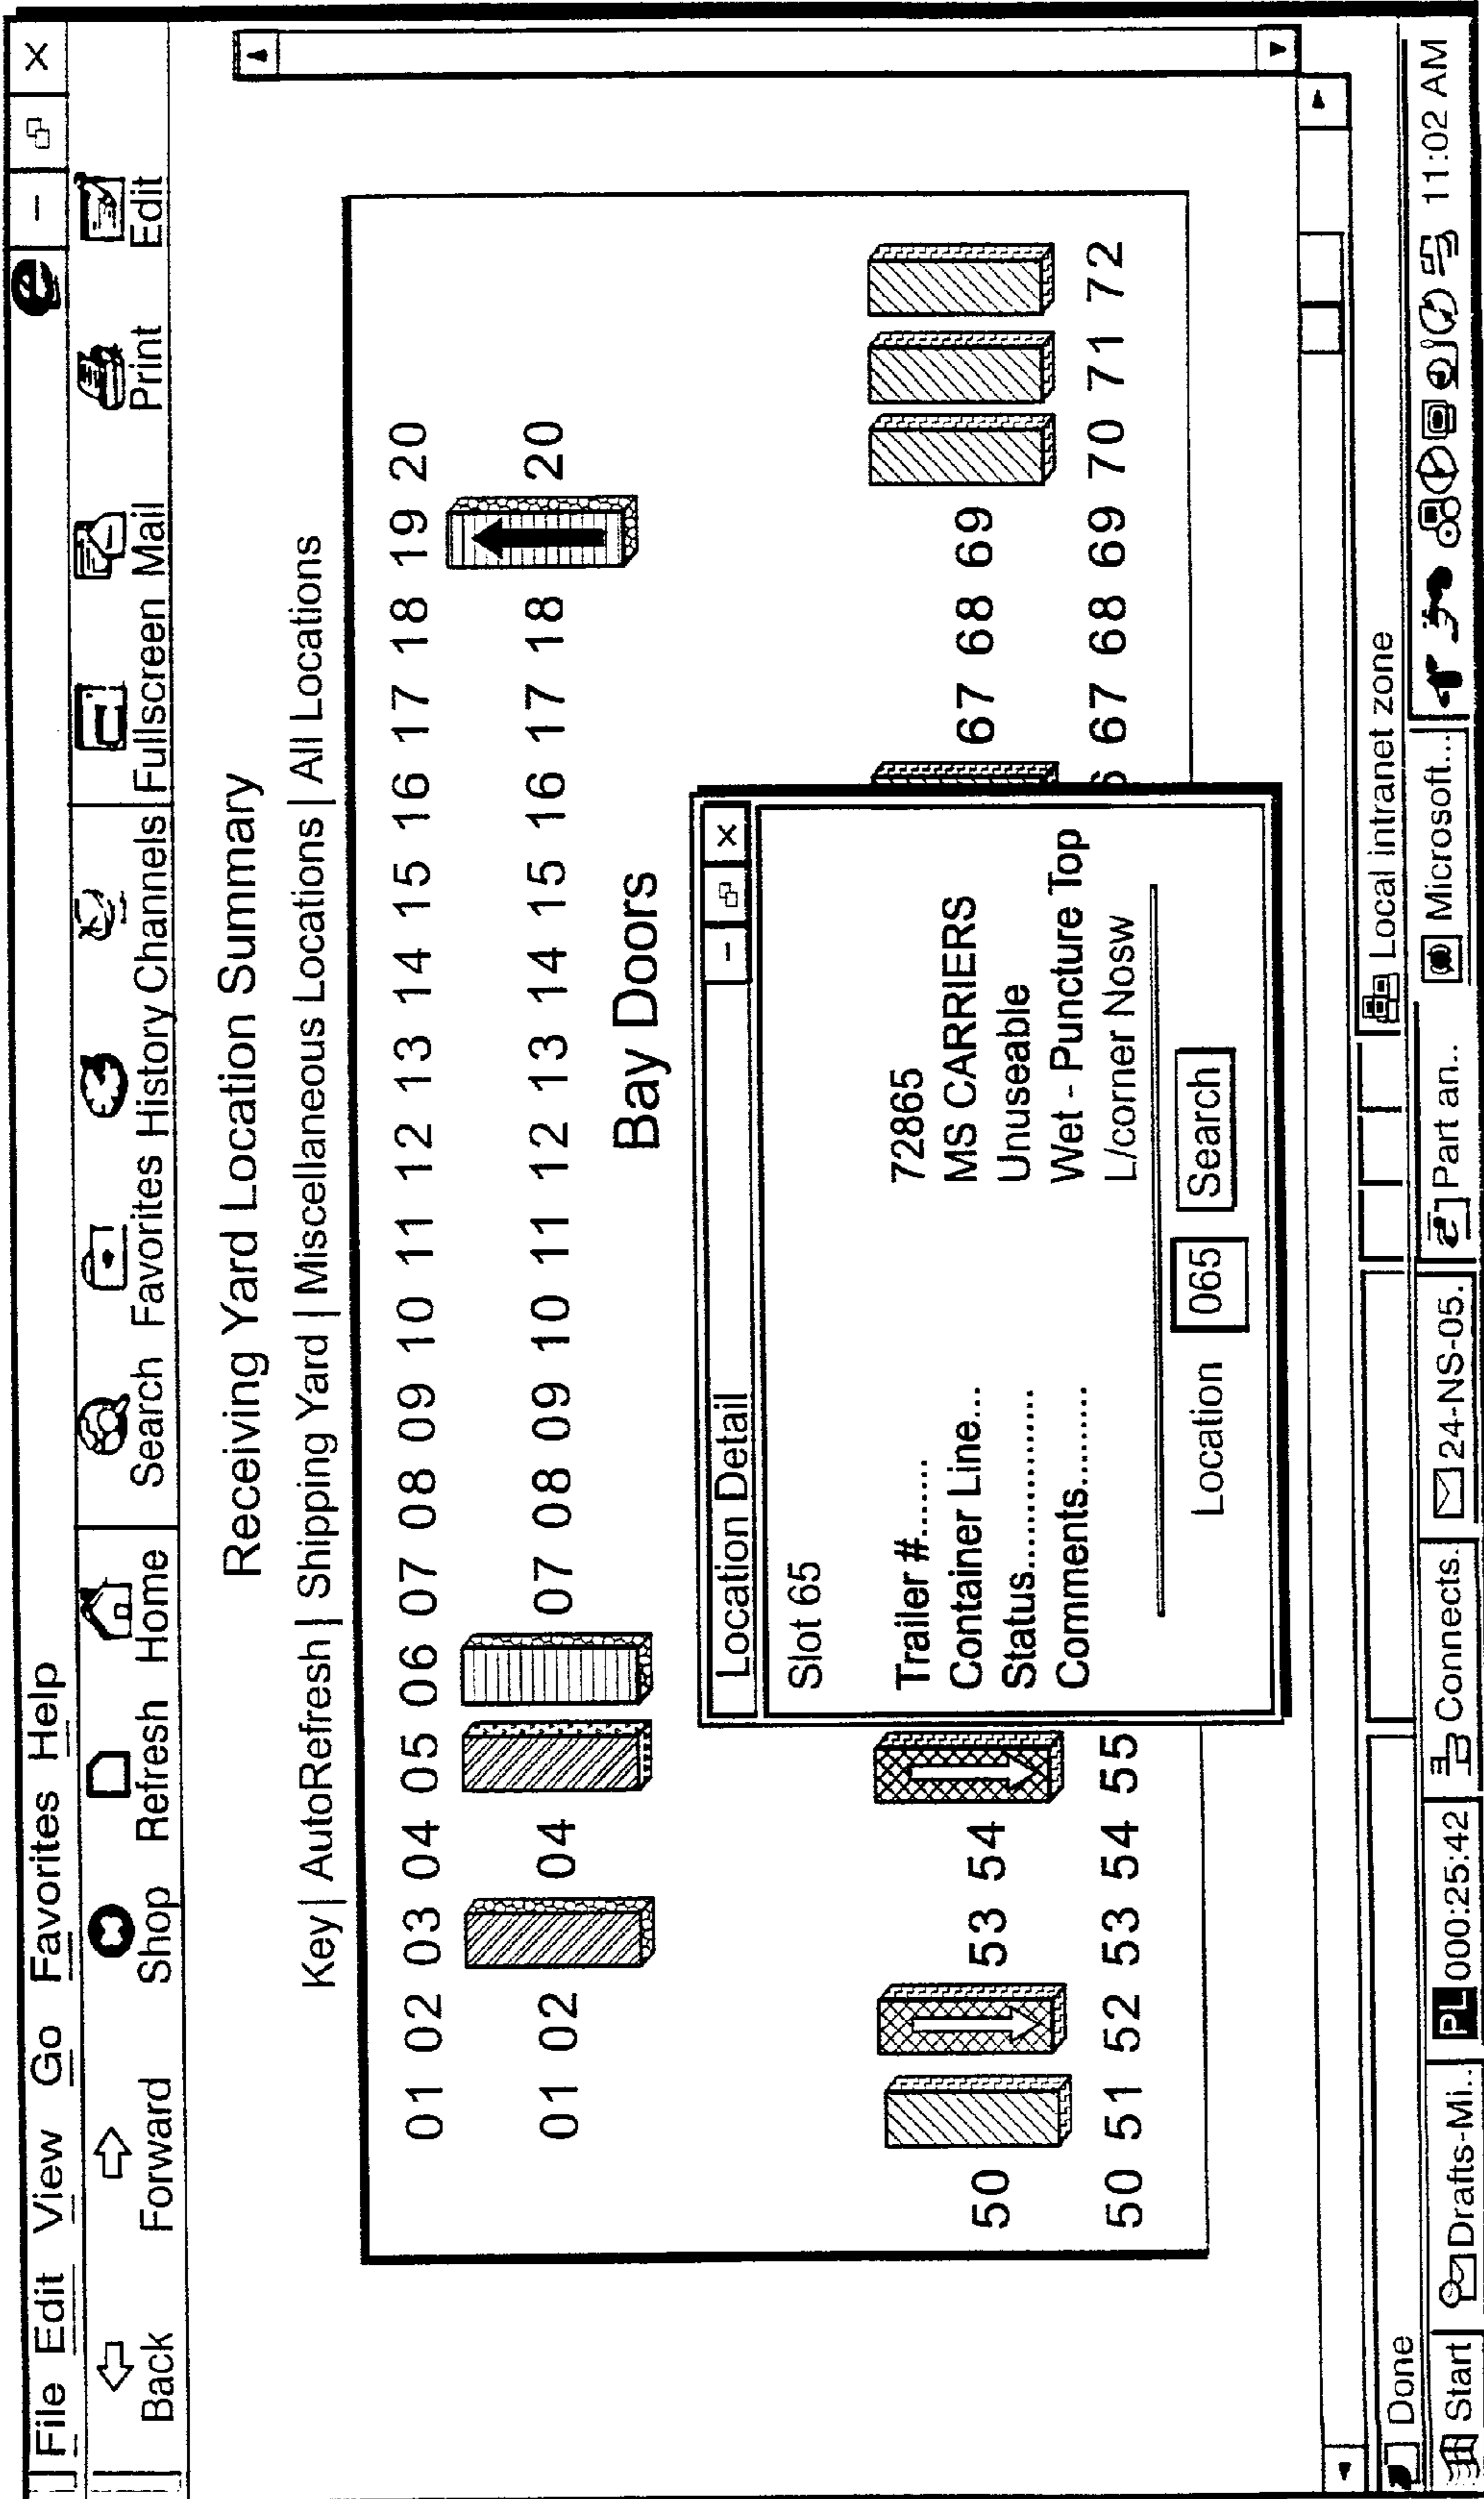 File Edit View Go Favorites Help
Back Forward Shop Refresh Home Search Favorites History Channels Fullscreen Mail Print Edit
Receiving Yard Location Summary
Key | AutoRefresh | Shipping Yard | Miscellaneous Locations | All Locations
01 02 03 04 05 06 07 08 09 10 11 12 13 14 15 16 17 18 19 20
01 02 04 07 08 09 10 11 12 13 14 15 16 17 18 20
Bay Doors
Location Detail
Slot 65
Trailer #....... 72865
Container Line... MS CARRIERS
Status................ Unuseable
Comments......... Wet - Puncture Top
L/corner Nosw
Location 065 Search
50 53 54 67 68 69
50 51 52 53 54 55 67 68 69 70 71 72
Done Local intranet zone
Start Drafts-Mi.. PL 000:25:42 Connects. 24-NS-05. Part an.. Microsoft... 11:02 AM